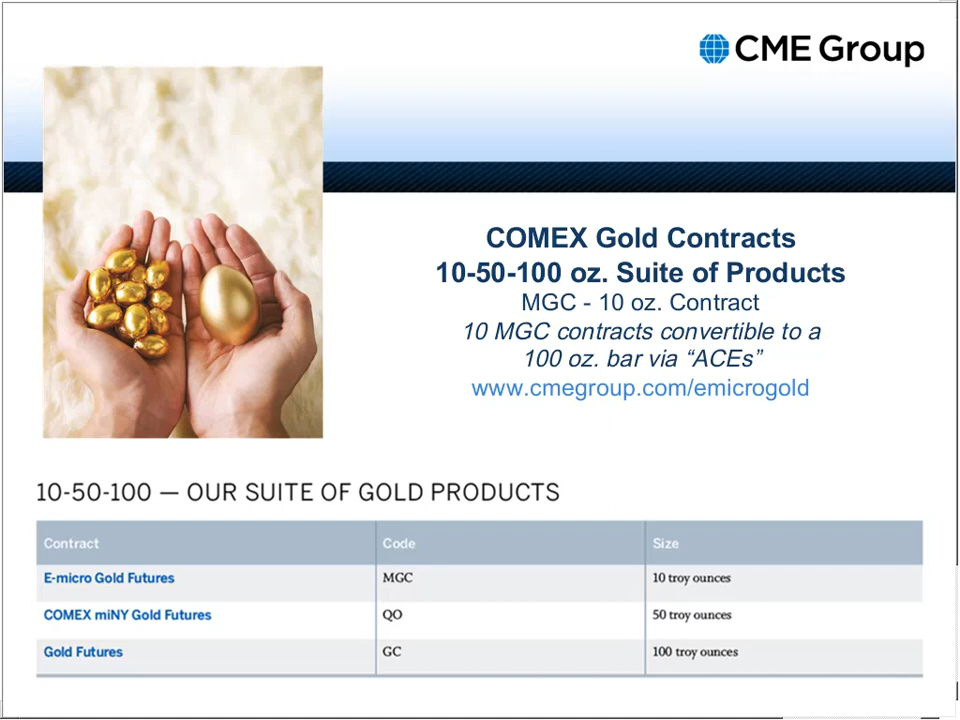 CME Group
COMEX Gold Contracts
10-50-100 oz. Suite of Products
MGC - 10 oz. Contract
10 MGC contracts convertible to a
100 oz. bar via “ACEs”
www.cmegroup.com/emicrogold
10-50-100 — OUR SUITE OF GOLD PRODUCTS
Contract Code Size
E-micro Gold Futures MGC 10 troy ounces
COMEX miNY Gold Futures QO 50 troy ounces
Gold Futures GC 100 troy ounces